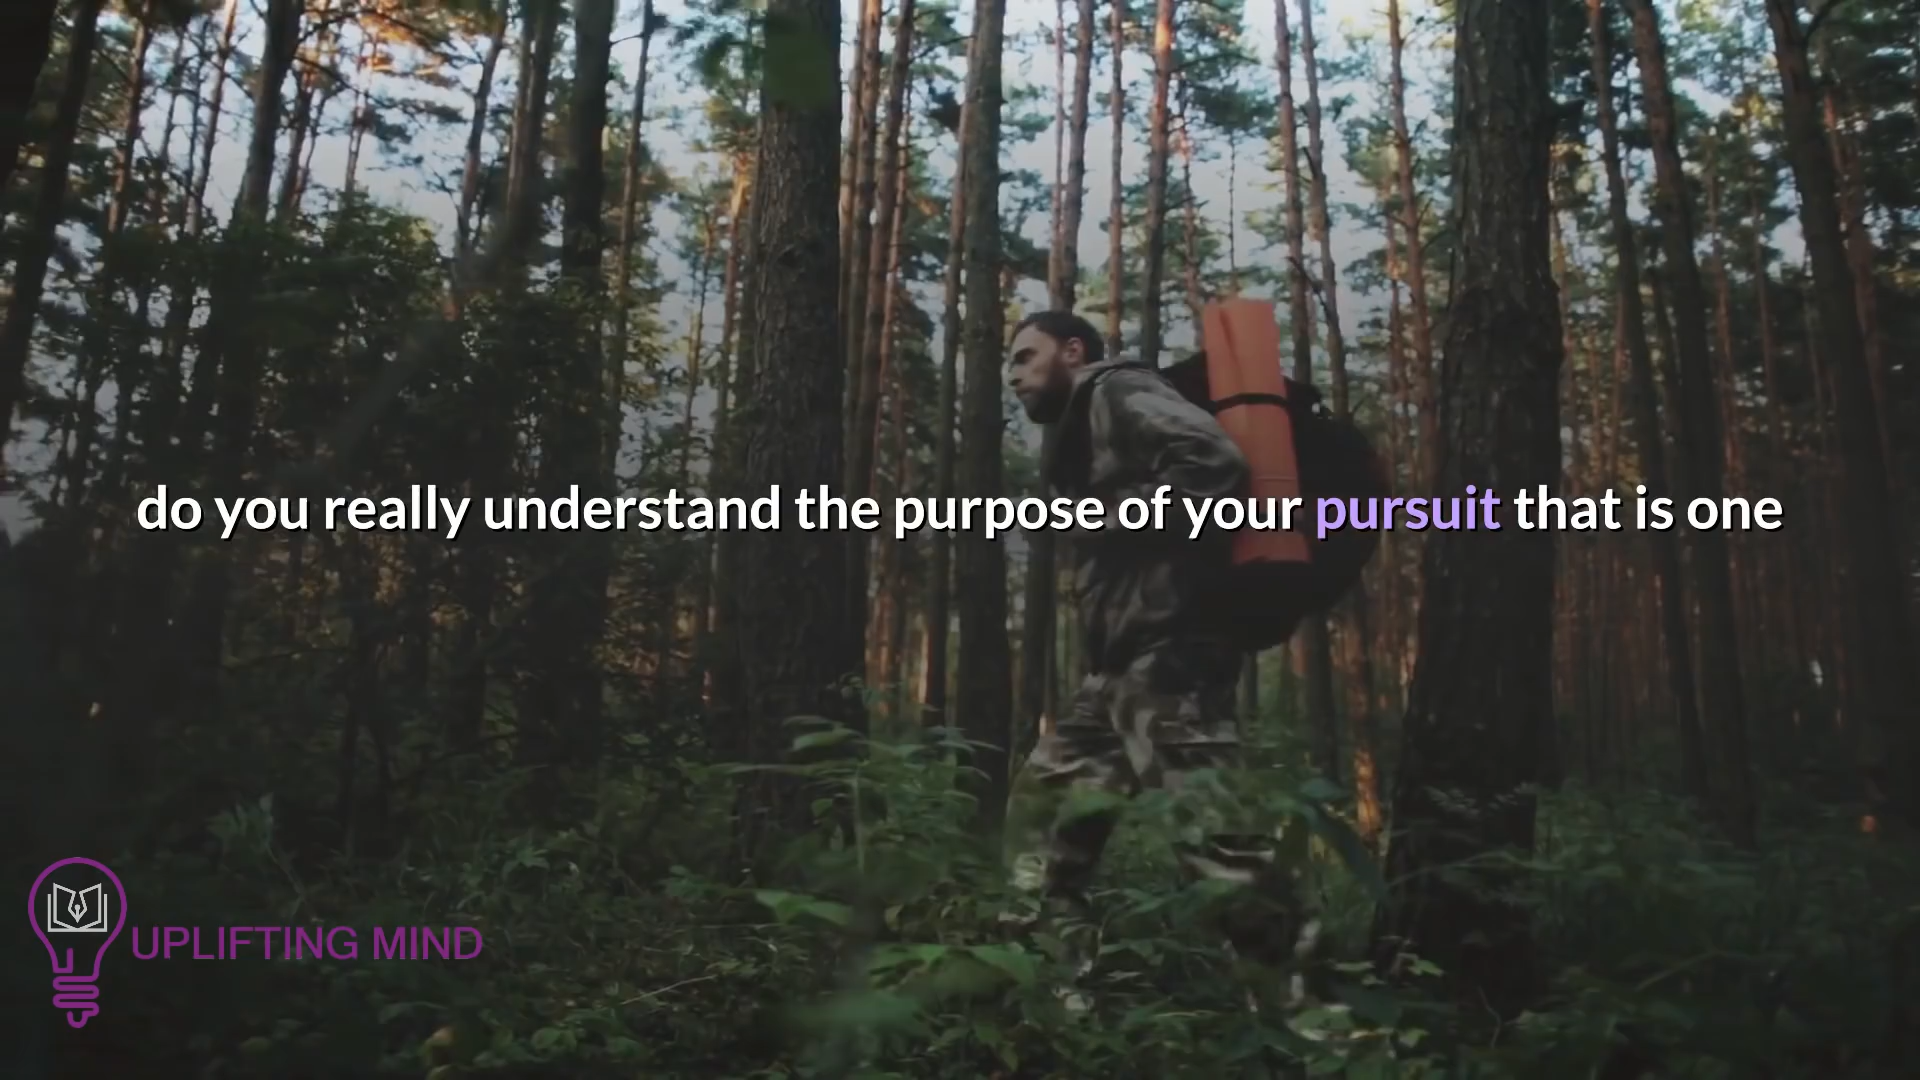 do you really understand the purpose of your pursuit that is one
UPLIFTING MIND